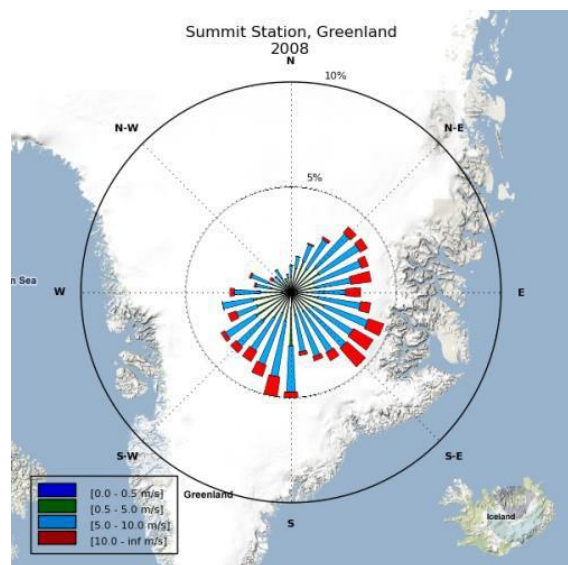 Summit Station, Greenland
2008
N
10%
N-W
N-E
5%
n Sea
W
E
S-W
S-E
Greenland
S
Iceland
[0.0 - 0.5 m/s]
[0.5 - 5.0 m/s]
[5.0 - 10.0 m/s]
[10.0 - inf m/s]